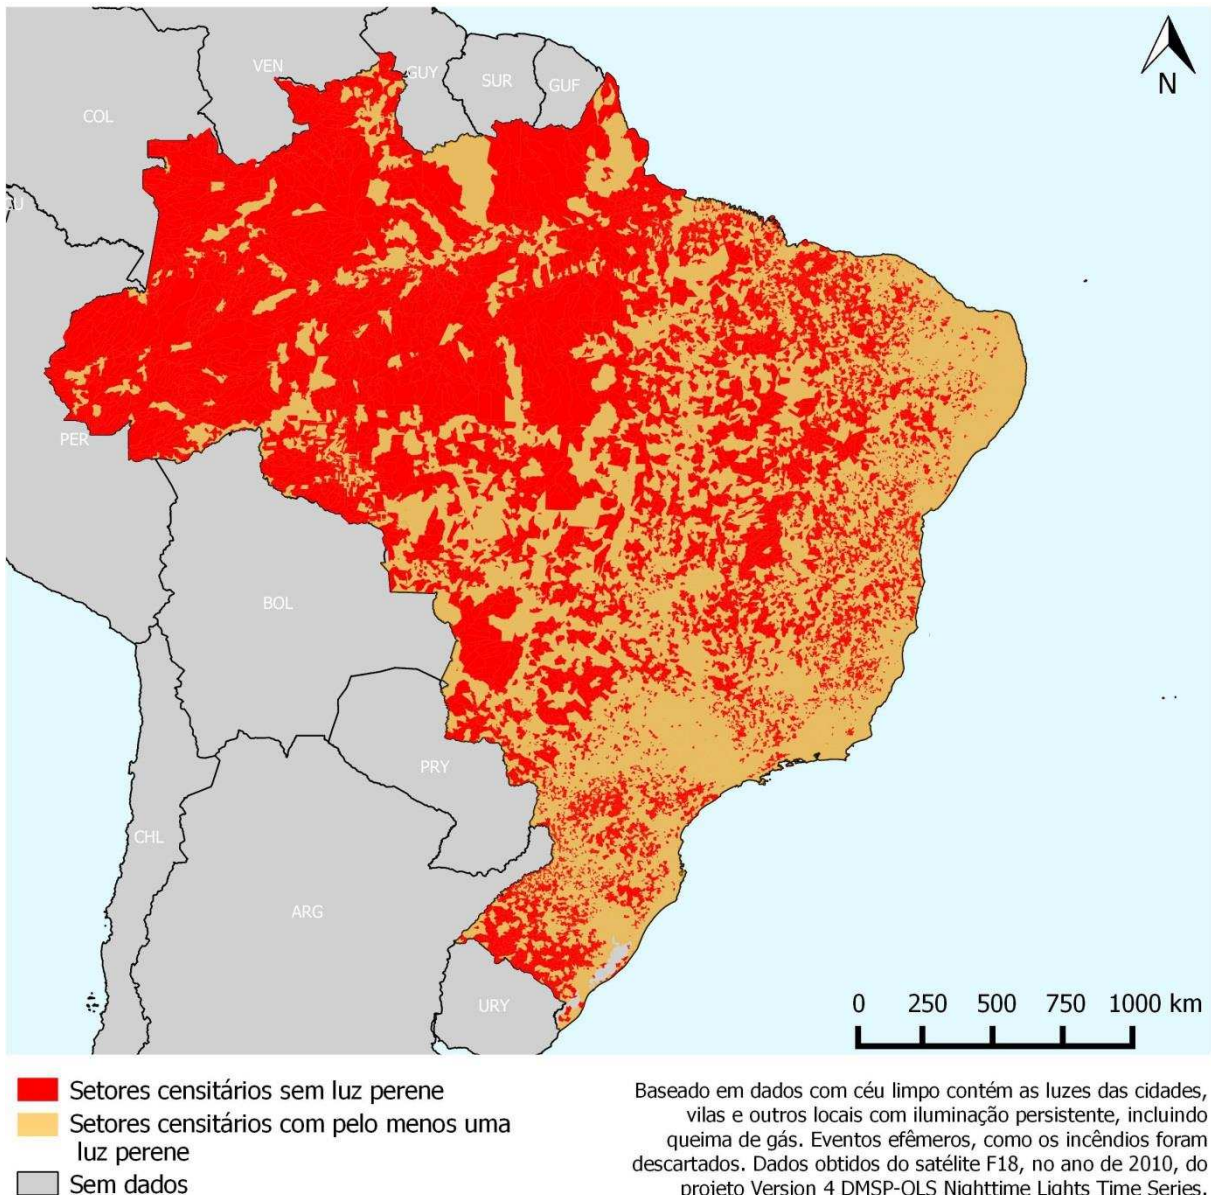 VEN
GUY
SUR
GUF
N
COL
CU
PER
BOL
PRY
CHL
ARG
URY
0 250 500 750 1000 km
Setores censitários sem luz perene
Setores censitários com pelo menos uma
luz perene
Sem dados
Baseado em dados com céu limpo contém as luzes das cidades,
vilas e outros locais com iluminação persistente, incluindo
queima de gás. Eventos efêmeros, como os incêndios foram
descartados. Dados obtidos do satélite F18, no ano de 2010, do
projeto Version 4 DMSP-OLS Nighttime Lights Time Series.